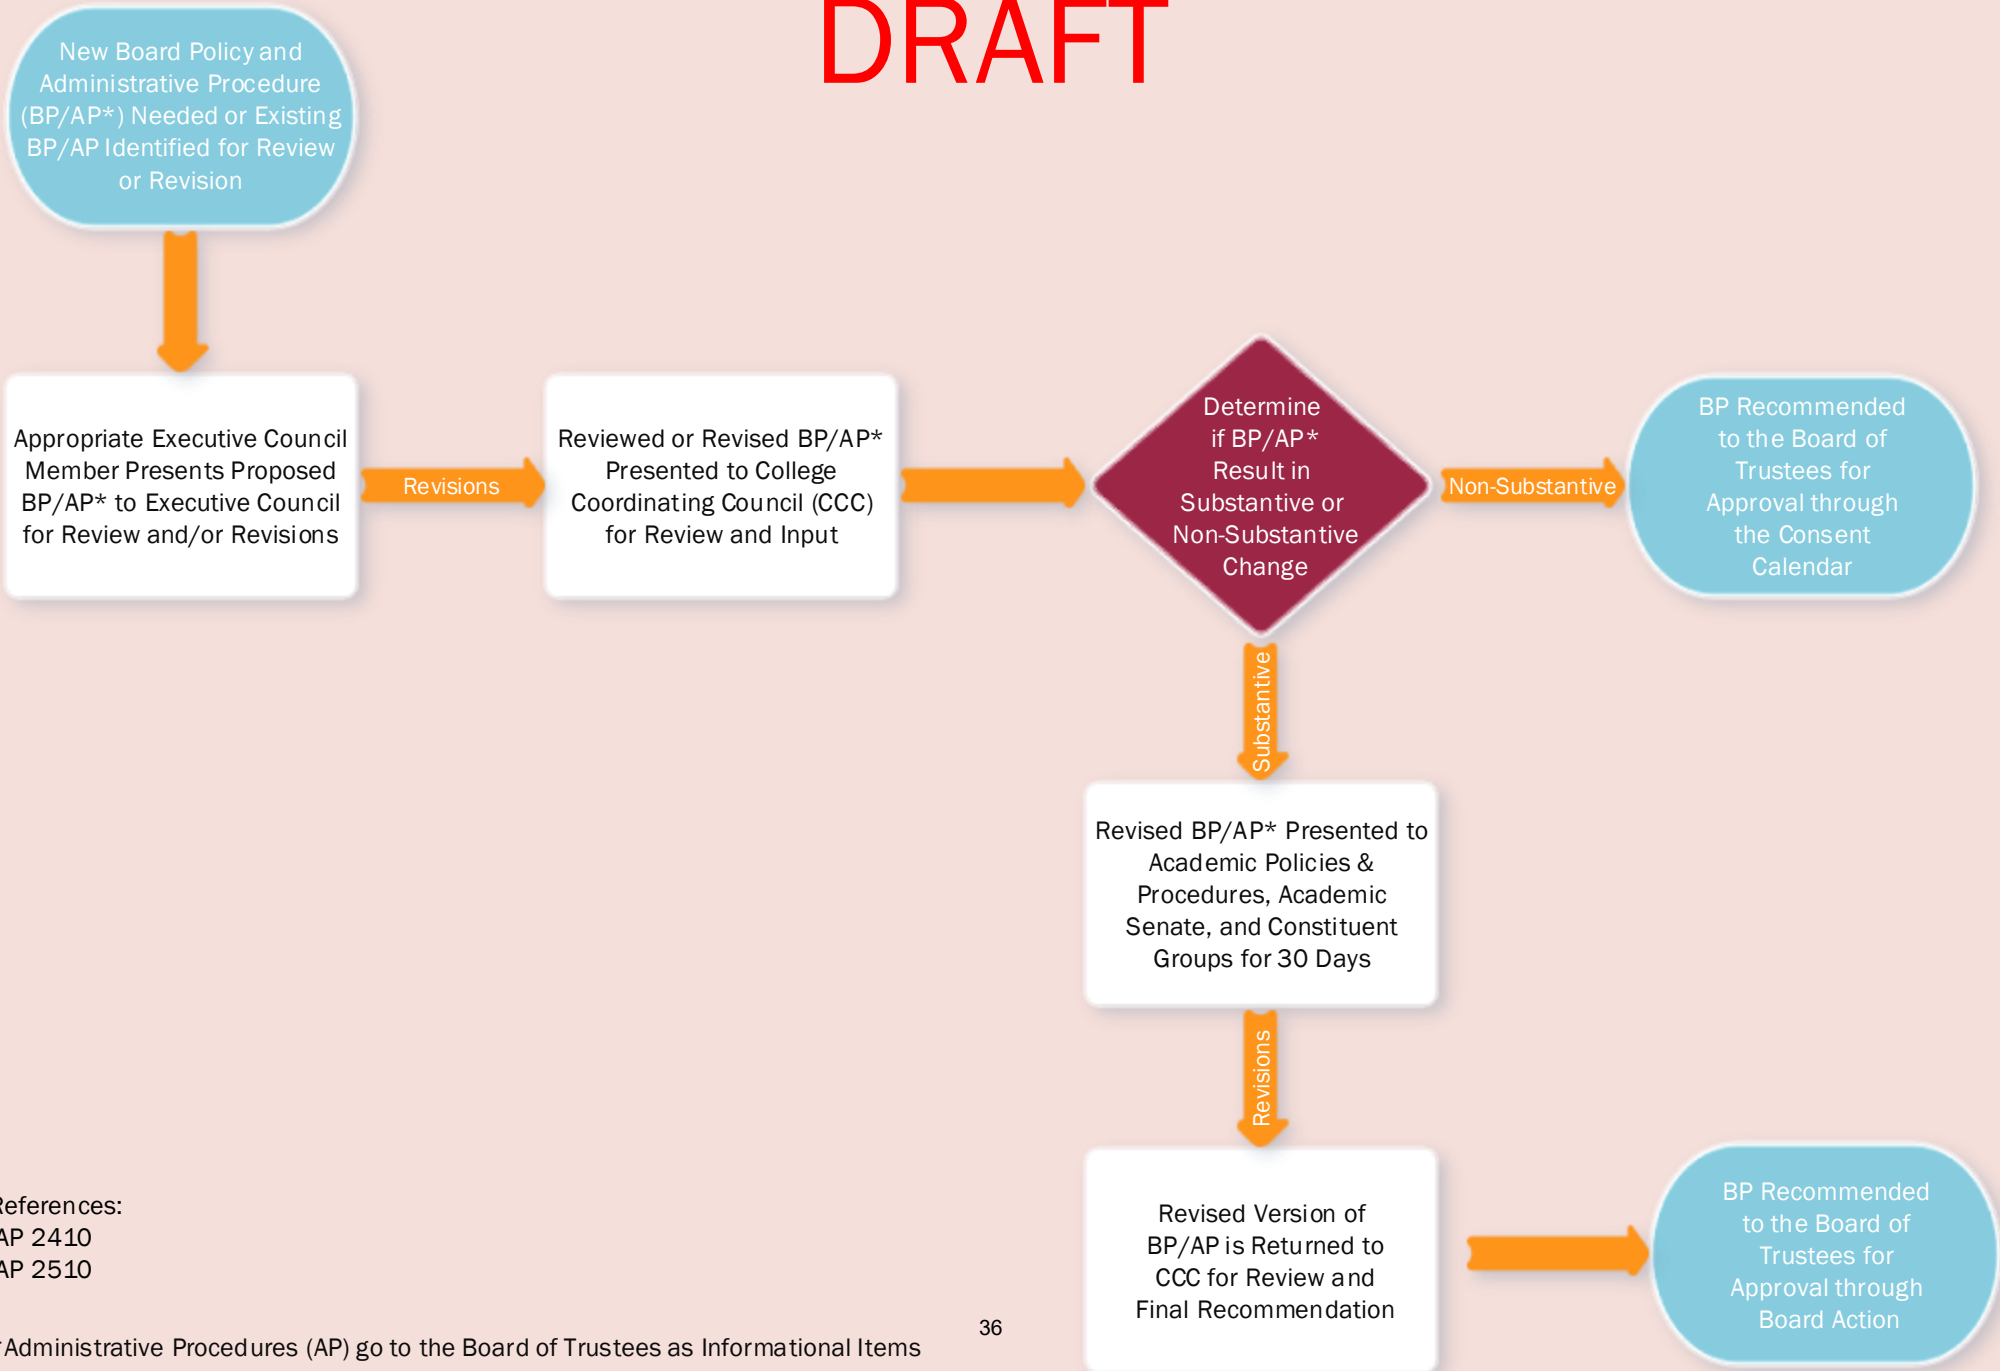 DRAFT
New Board Policy and
Administrative Procedure
(BP/AP*) Needed or Existing
BP/AP Identified for Review
or Revision
Appropriate Executive Council
Member Presents Proposed
BP/AP* to Executive Council
for Review and/or Revisions
Revisions
Reviewed or Revised BP/AP*
Presented to College
Coordinating Council (CCC)
for Review and Input
Determine
if BP/AP*
Result in
Substantive or
Non-Substantive
Change
Non-Substantive
BP Recommended
to the Board of
Trustees for
Approval through
the Consent
Calendar
Substantive
Revised BP/AP* Presented to
Academic Policies &
Procedures, Academic
Senate, and Constituent
Groups for 30 Days
Revisions
Revised Version of
BP/AP is Returned to
CCC for Review and
Final Recommendation
BP Recommended
to the Board of
Trustees for
Approval through
Board Action
References:
AP 2410
AP 2510
*Administrative Procedures (AP) go to the Board of Trustees as Informational Items
36